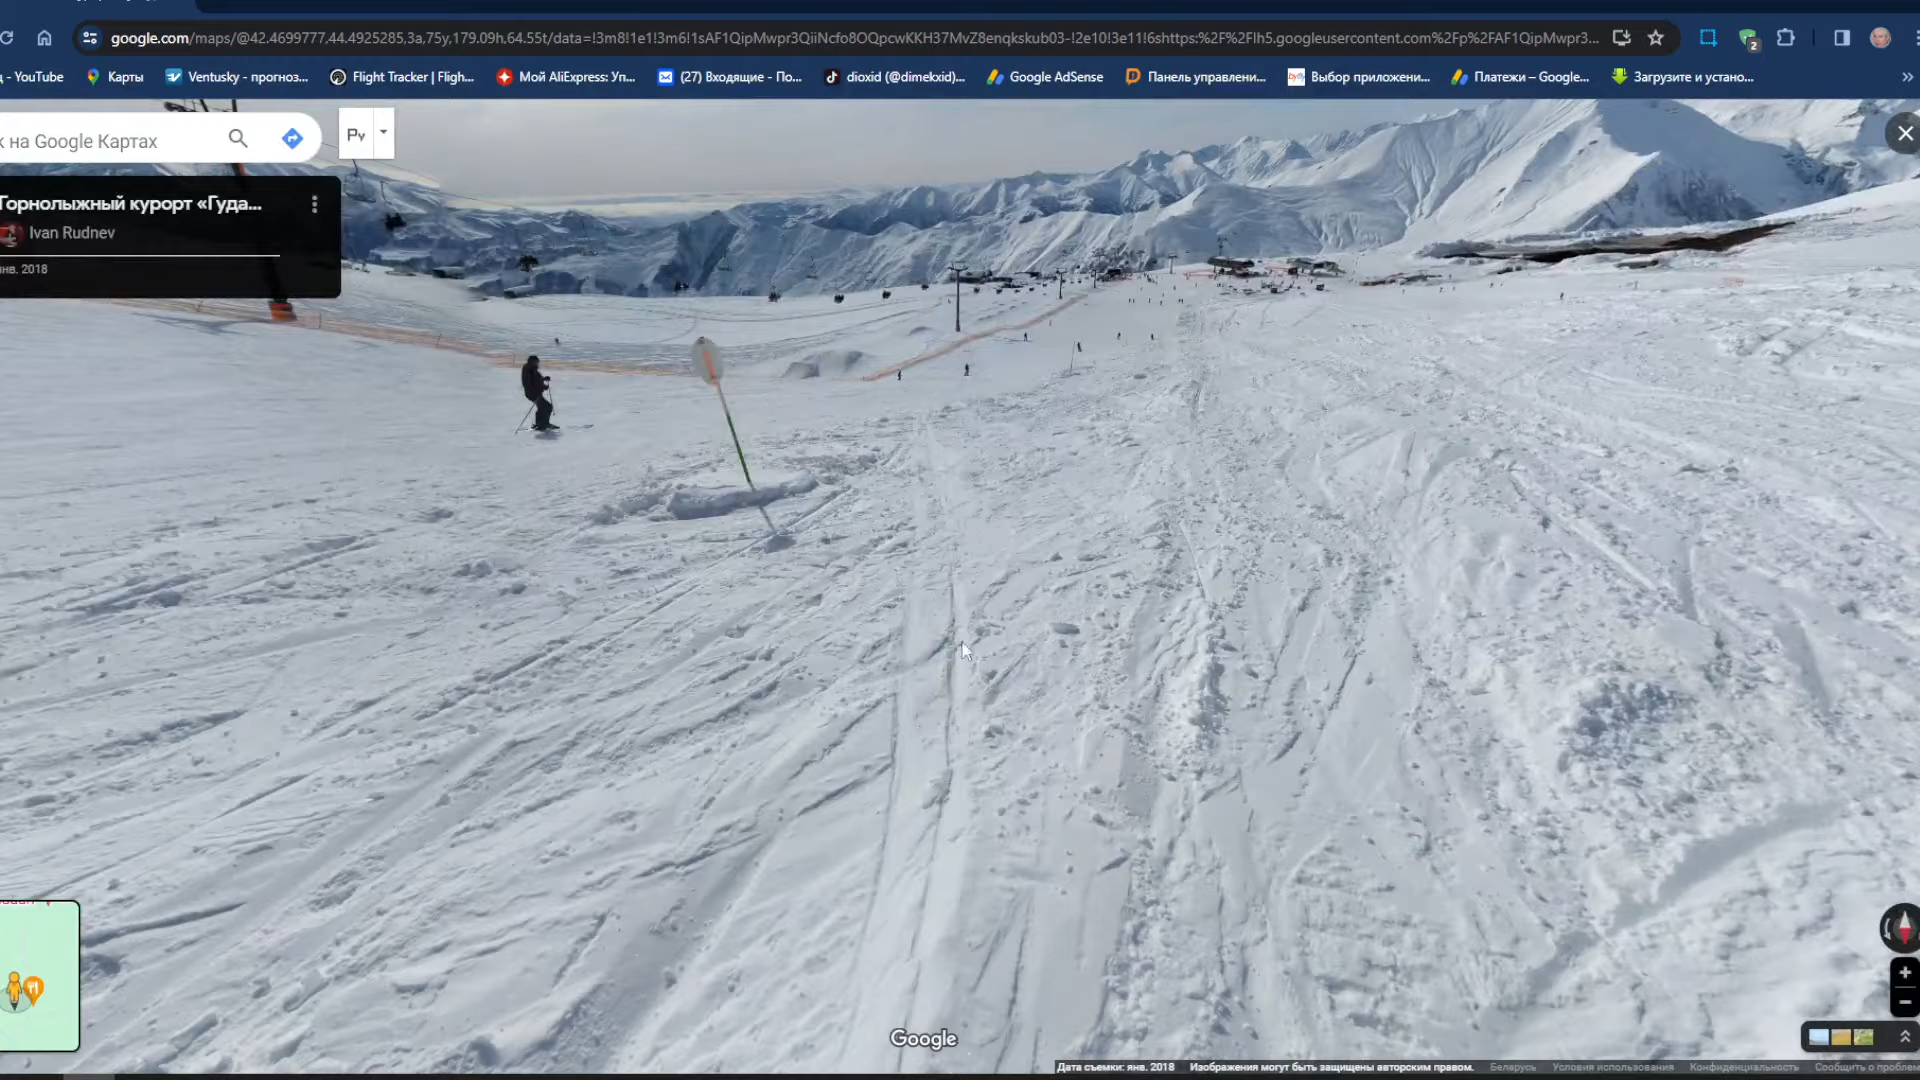 google.com/maps/@42.4699777,44.4925285,3a,75y,179.09h,64.55t/data=!3m8!1e1!3m6!1sAF1QipMwpr3QiiNcfo8OQpcwKKH37MvZ8enqkskub03-!2e10!3e11!6shttps:%2F%2Flh5.googleusercontent.com%2Fp%2FAF1QipMwpr3...
2
- YouTube
Карты
Ventusky - прогноз...
Flight Tracker | Fligh...
Мой AliExpress: Уп...
(27) Входящие - По...
dioxid (@dimekxid)...
Google AdSense
Панель управлени...
Выбор приложени...
Платежи – Google...
Загрузите и устано...
»
к на Google Картах
Ру
Горнолыжный курорт «Гуда...
Ivan Rudnev
янв. 2018
Google
Дата съемки: янв. 2018 Изображения могут быть защищены авторским правом. Беларусь Условия использования Конфиденциальность Сообщить о проблем